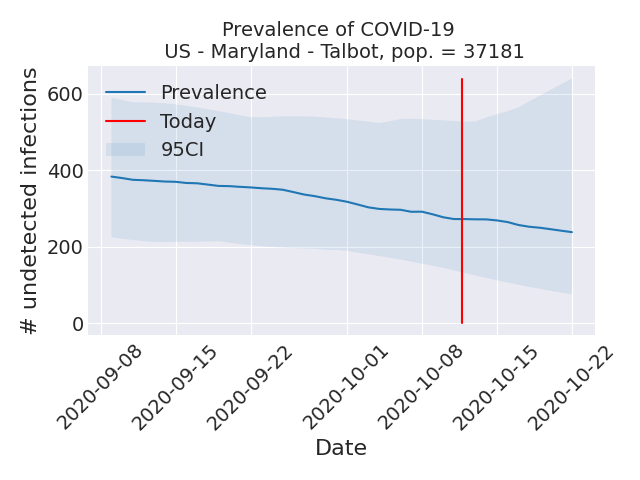 Prevalence of COVID-19
US - Maryland - Talbot, pop. = 37181
# undetected infections
600
400
200
0
Prevalence
Today
95CI
2020-09-08
2020-09-15
2020-09-22
2020-10-01
2020-10-08
2020-10-15
2020-10-22
Date